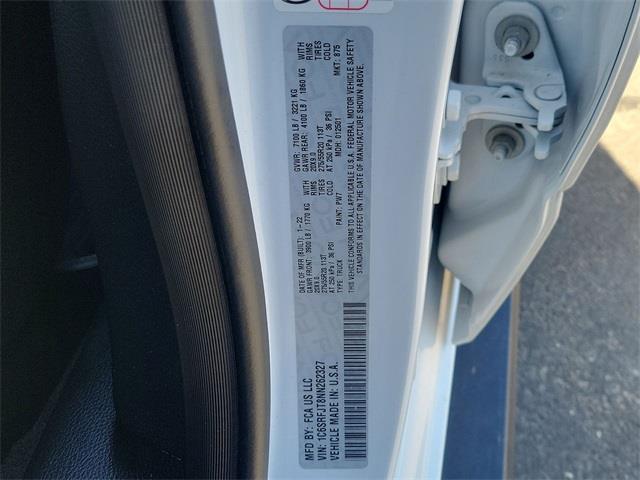 MFD BY: FCA US LLC
DATE OF MFR (BUILT): 1-22
GVWR: 7100 LB / 3221 KG
GAWR FRONT: 3900 LB / 1770 KG
GAWR REAR: 4100 LB / 1860 KG
WITH
20X9.0
RIMS
20X9.0
WITH
RIMS
275/55R20 113T
TIRES
275/55R20 113T
TIRES
AT 250 kPa / 36 PSI
COLD
AT 250 kPa / 36 PSI
COLD
VIN: 1C6SRFJT8NN262327
TYPE: TRUCK
PAINT: PW7
MDH: 012501
MKT: 875
VEHICLE MADE IN: U.S.A.
THIS VEHICLE CONFORMS TO ALL APPLICABLE U.S.A. FEDERAL MOTOR VEHICLE SAFETY
STANDARDS IN EFFECT ON THE DATE OF MANUFACTURE SHOWN ABOVE.